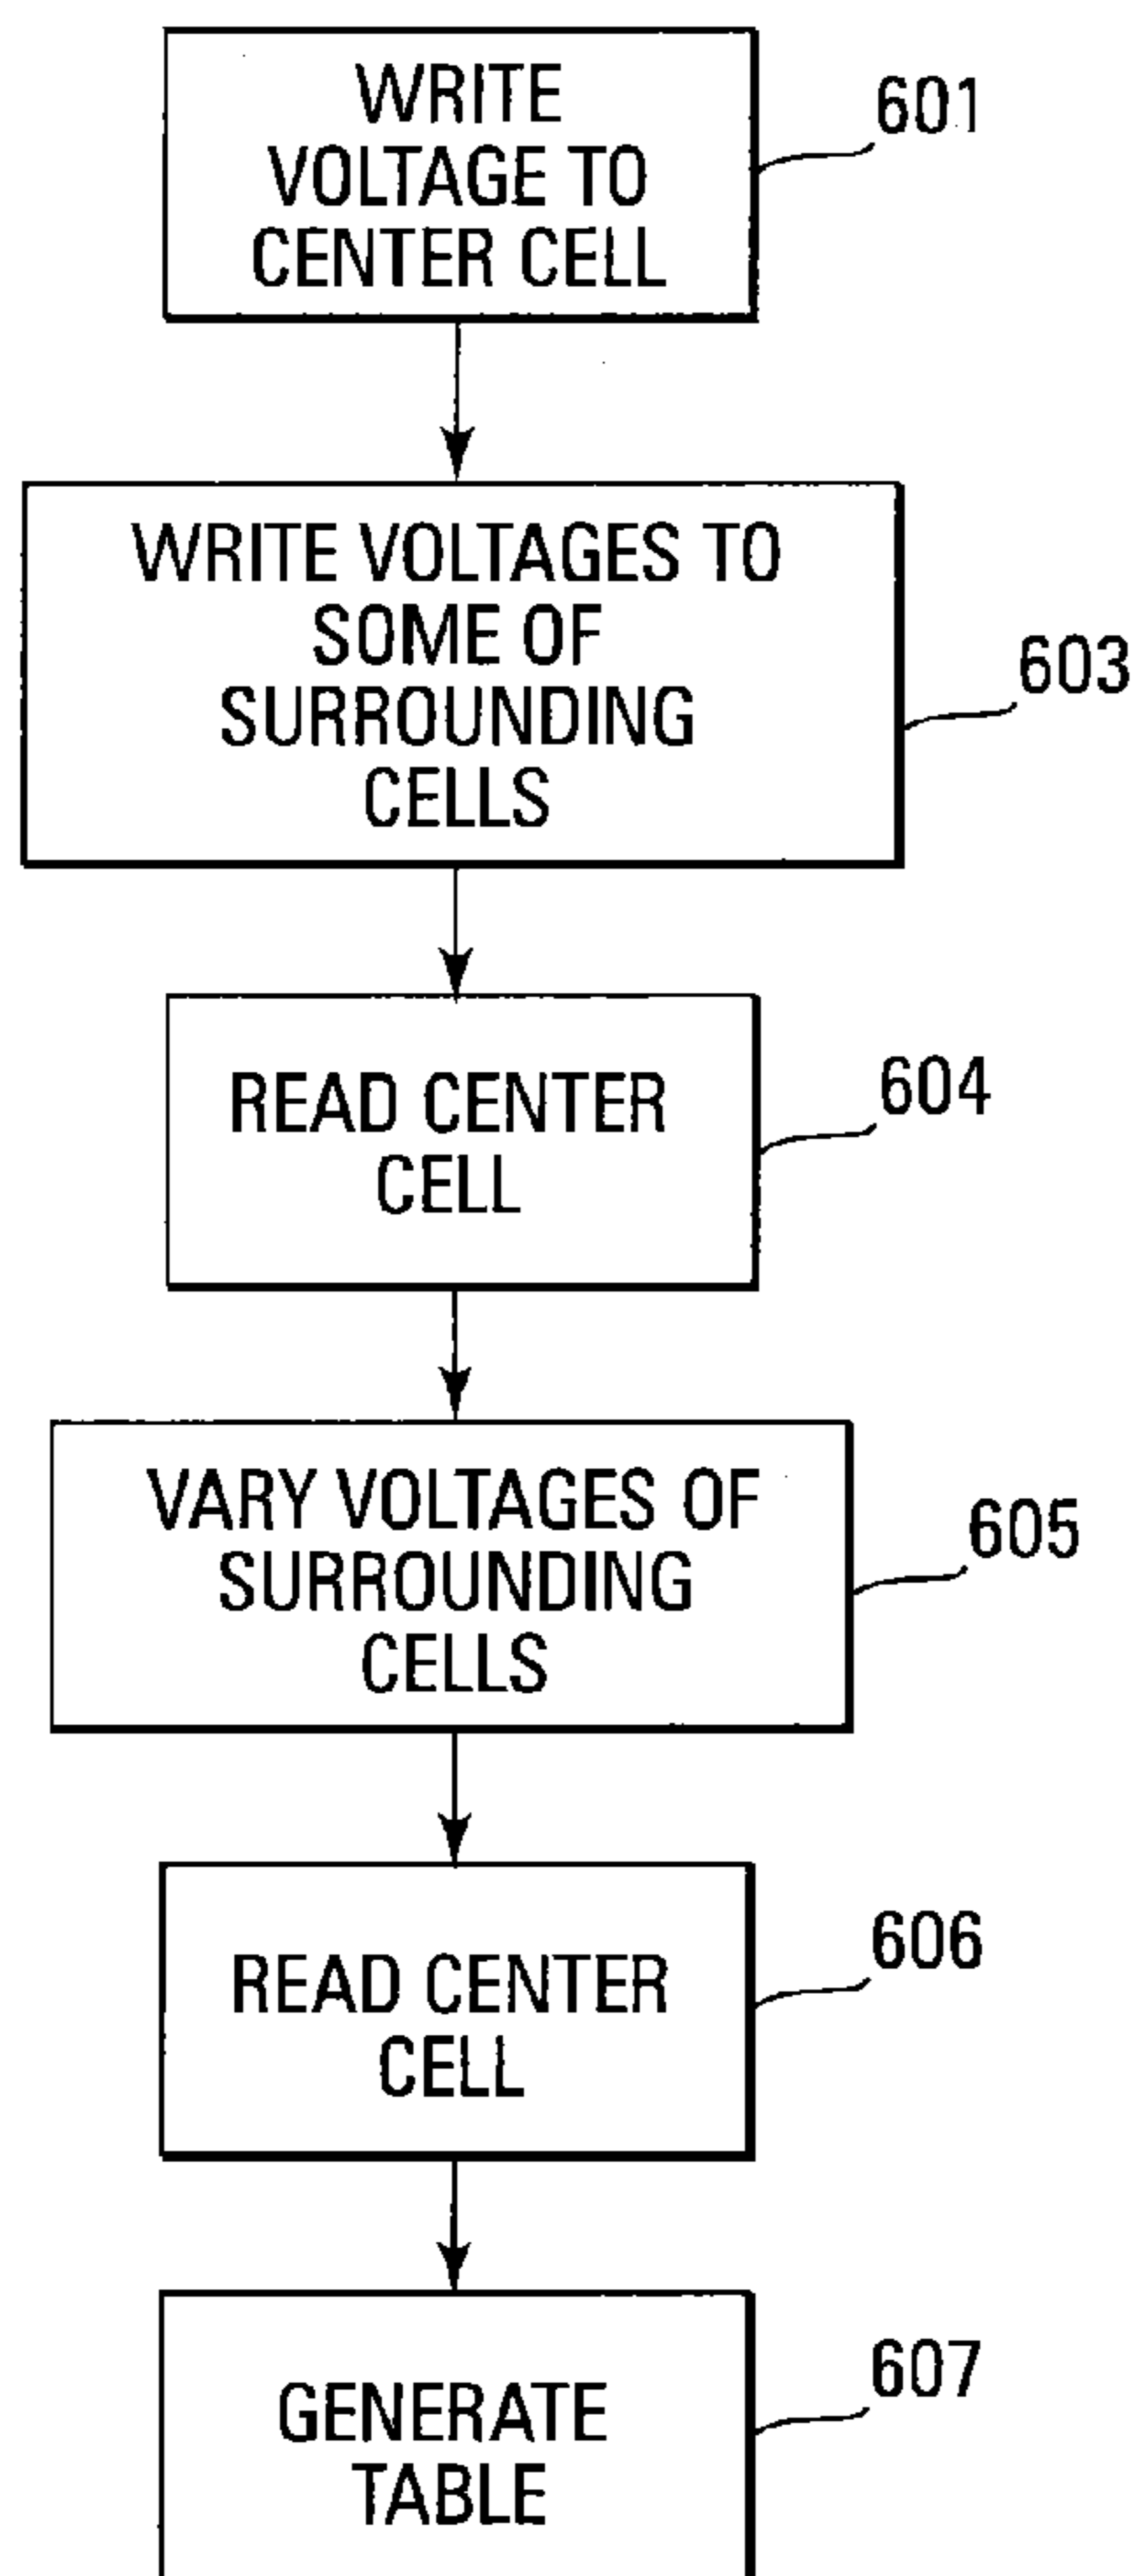 WRITE
VOLTAGE TO
CENTER CELL
601
WRITE VOLTAGES TO
SOME OF
SURROUNDING
CELLS
603
READ CENTER
CELL
604
VARY VOLTAGES OF
SURROUNDING
CELLS
605
READ CENTER
CELL
606
GENERATE
TABLE
607